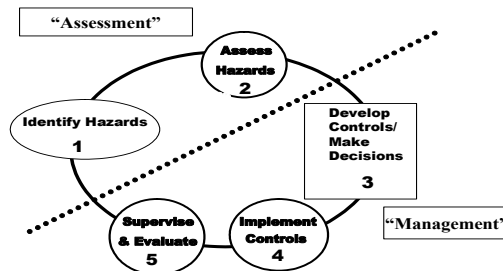 “Assessment”
Assess
Hazards
2
Identify Hazards
1
Develop
Controls/
Make
Decisions
3
Supervise
& Evaluate
5
Implement
Controls
4
“Management”